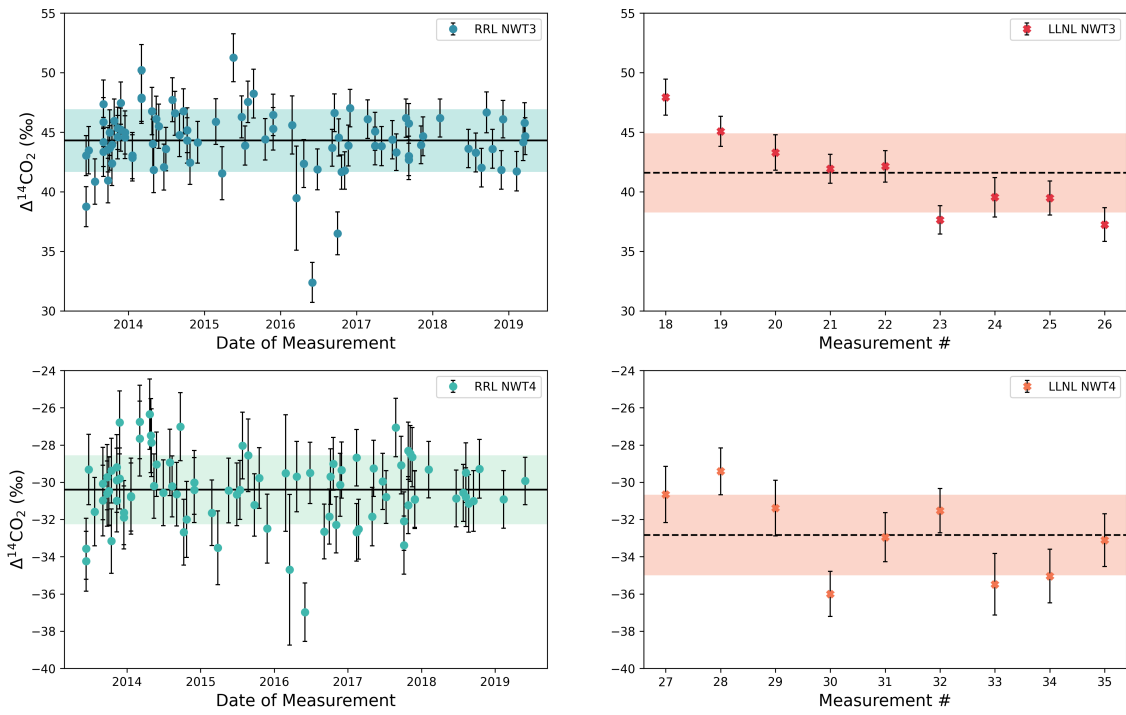 55
50
45
40
35
30
Δ¹⁴CO₂ (‰)
RRL NWT3
2014 2015 2016 2017 2018 2019
Date of Measurement
55
50
45
40
35
30
LLNL NWT3
18 19 20 21 22 23 24 25 26
Measurement #
−24
−26
−28
−30
−32
−34
−36
−38
−40
Δ¹⁴CO₂ (‰)
RRL NWT4
2014 2015 2016 2017 2018 2019
Date of Measurement
−24
−26
−28
−30
−32
−34
−36
−38
−40
LLNL NWT4
27 28 29 30 31 32 33 34 35
Measurement #